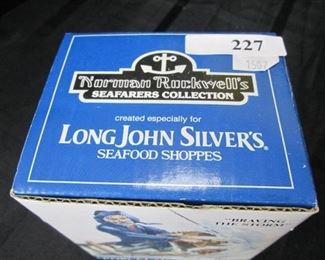 227
1507
Norman Rockwell's
SEAFARERS COLLECTION
created especially for
LONG JOHN SILVER'S®
SEAFOOD SHOPPES
"BRAVING
THE STORM"